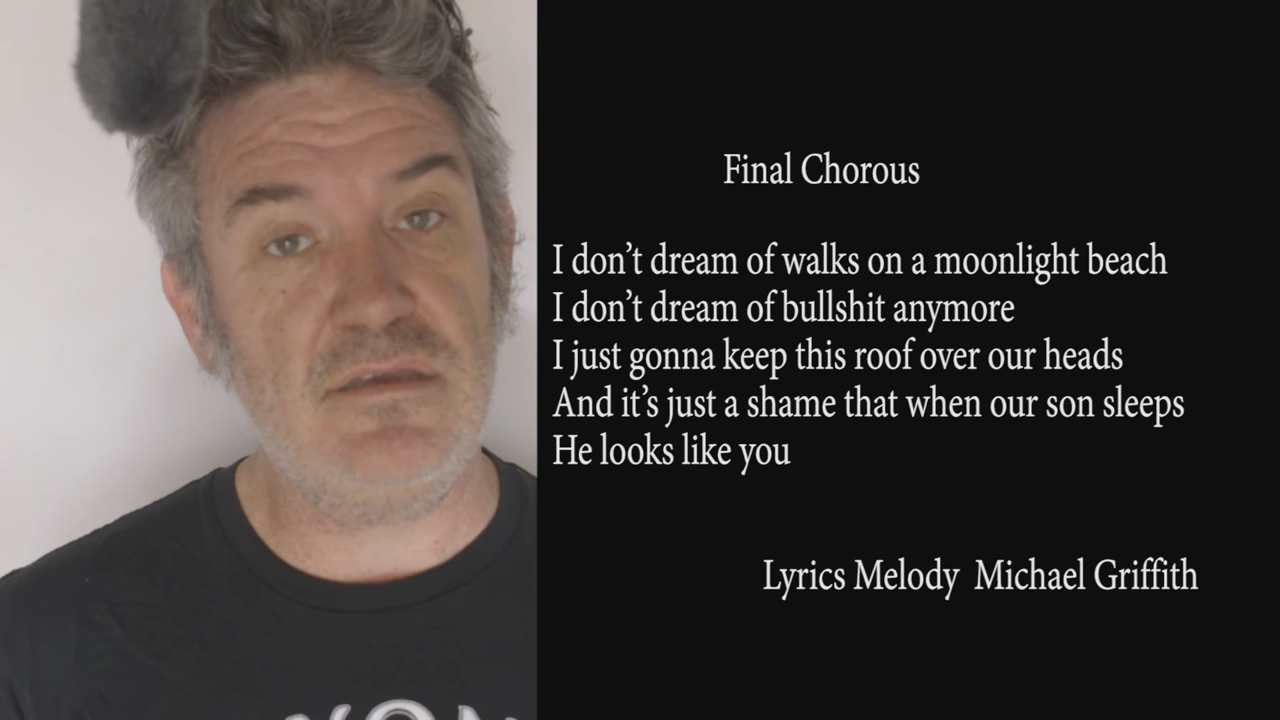 Final Chorous
I don’t dream of walks on a moonlight beach
I don’t dream of bullshit anymore
I just gonna keep this roof over our heads
And it’s just a shame that when our son sleeps
He looks like you
Lyrics Melody Michael Griffith